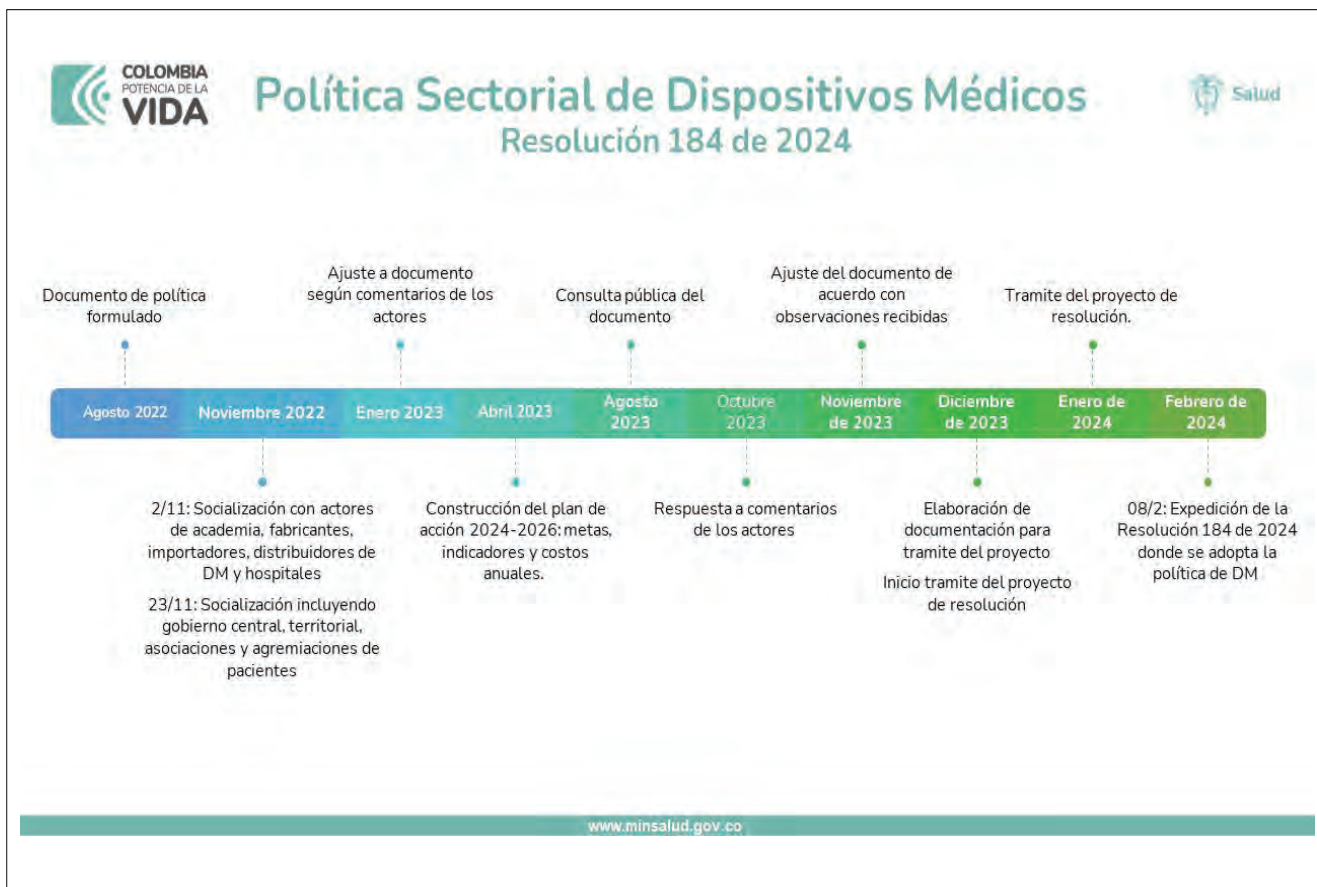 COLOMBIA
POTENCIA DE LA
VIDA
Política Sectorial de Dispositivos Médicos
Resolución 184 de 2024
Salud
Documento de política
formulado
Ajuste a documento
según comentarios de los
actores
Consulta pública del
documento
Ajuste del documento de
acuerdo con
observaciones recibidas
Tramite del proyecto de
resolución.
Agosto 2022
Noviembre 2022
Enero 2023
Abril 2023
Agosto
2023
Octubre
2023
Noviembre
de 2023
Diciembre
de 2023
Enero de
2024
Febrero de
2024
2/11: Socialización con actores
de academia, fabricantes,
importadores, distribuidores de
DM y hospitales
23/11: Socialización incluyendo
gobierno central, territorial,
asociaciones y agremiaciones de
pacientes
Construcción del plan de
acción 2024-2026: metas,
indicadores y costos
anuales.
Respuesta a comentarios
de los actores
Elaboración de
documentación para
tramite del proyecto
Inicio tramite del proyecto
de resolución
08/2: Expedición de la
Resolución 184 de 2024
donde se adopta la
política de DM
www.minsalud.gov.co